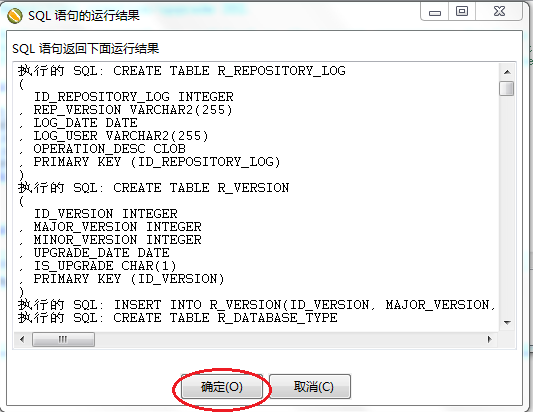 SQL 语句的运行结果
SQL 语句返回下面运行结果
执行的 SQL: CREATE TABLE R_REPOSITORY_LOG
(
  ID_REPOSITORY_LOG INTEGER
, REP_VERSION VARCHAR2(255)
, LOG_DATE DATE
, LOG_USER VARCHAR2(255)
, OPERATION_DESC CLOB
, PRIMARY KEY (ID_REPOSITORY_LOG)
)
执行的 SQL: CREATE TABLE R_VERSION
(
  ID_VERSION INTEGER
, MAJOR_VERSION INTEGER
, MINOR_VERSION INTEGER
, UPGRADE_DATE DATE
, IS_UPGRADE CHAR(1)
, PRIMARY KEY (ID_VERSION)
)
执行的 SQL: INSERT INTO R_VERSION(ID_VERSION, MAJOR_VERSION,
执行的 SQL: CREATE TABLE R_DATABASE_TYPE
确定(O) 取消(C)